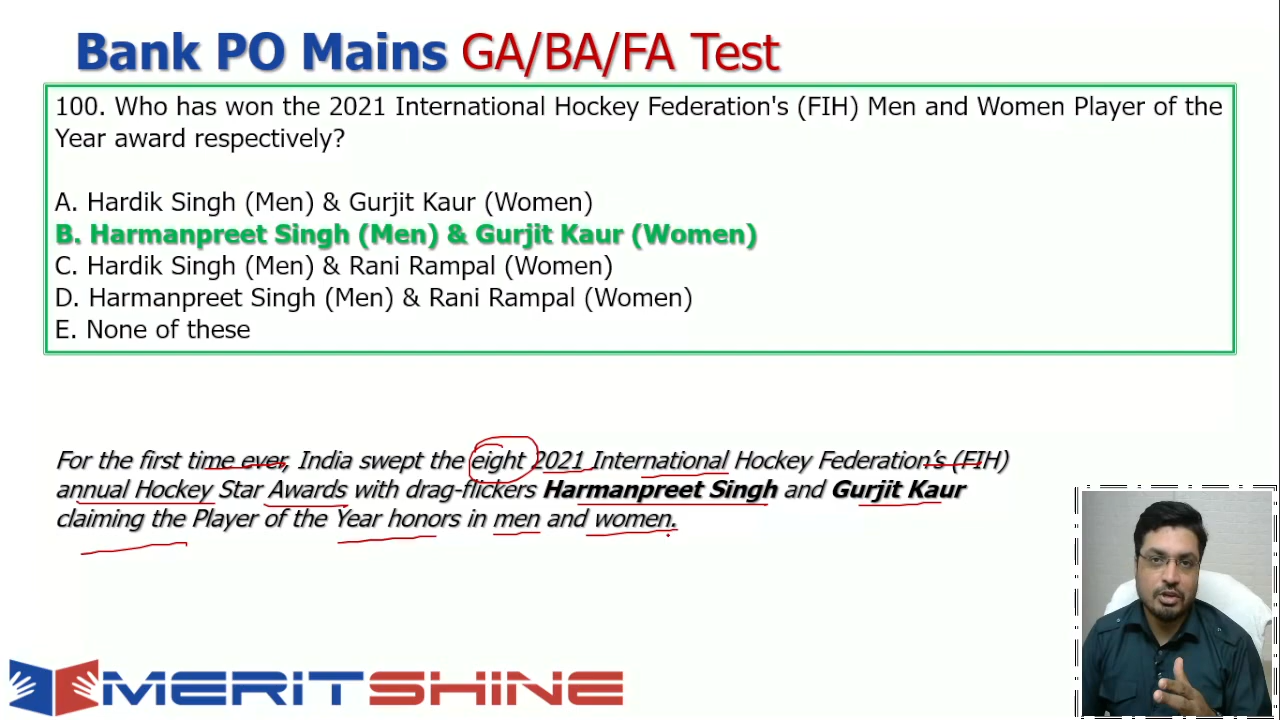 Bank PO Mains GA/BA/FA Test
100. Who has won the 2021 International Hockey Federation's (FIH) Men and Women Player of the
Year award respectively?
A. Hardik Singh (Men) & Gurjit Kaur (Women)
B. Harmanpreet Singh (Men) & Gurjit Kaur (Women)
C. Hardik Singh (Men) & Rani Rampal (Women)
D. Harmanpreet Singh (Men) & Rani Rampal (Women)
E. None of these
For the first time ever, India swept the eight 2021 International Hockey Federation’s (FIH)
annual Hockey Star Awards with drag-flickers Harmanpreet Singh and Gurjit Kaur
claiming the Player of the Year honors in men and women.
MERITSHINE